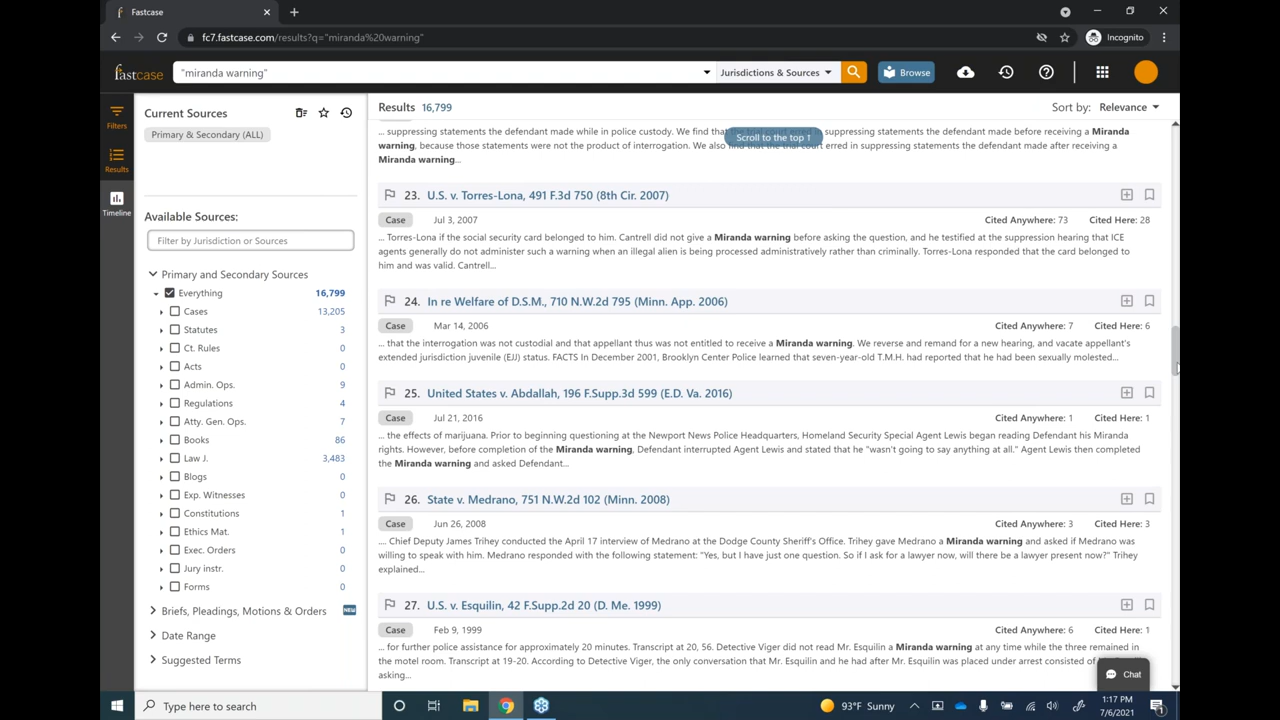 Fastcase
fc7.fastcase.com/results?q="miranda%20warning"
Incognito
fastcase
"miranda warning"
Jurisdictions & Sources
Browse
Filters
Results
Timeline
Current Sources
Primary & Secondary (ALL)
Available Sources:
Filter by Jurisdiction or Sources
Primary and Secondary Sources
Everything 16,799
Cases 13,205
Statutes 3
Ct. Rules 0
Acts 0
Admin. Ops. 9
Regulations 4
Atty. Gen. Ops. 7
Books 86
Law J. 3,483
Blogs 0
Exp. Witnesses 0
Constitutions 1
Ethics Mat. 1
Exec. Orders 0
Jury instr. 0
Forms 0
Briefs, Pleadings, Motions & Orders NEW
Date Range
Suggested Terms
Results 16,799
Sort by: Relevance
Scroll to the top
... suppressing statements the defendant made while in police custody. We find that the trial court erred in suppressing statements the defendant made before receiving a Miranda
warning, because those statements were not the product of interrogation. We also find that the trial court erred in suppressing statements the defendant made after receiving a
Miranda warning...
23. U.S. v. Torres-Lona, 491 F.3d 750 (8th Cir. 2007)
Case Jul 3, 2007 Cited Anywhere: 73 Cited Here: 28
... Torres-Lona if the social security card belonged to him. Cantrell did not give a Miranda warning before asking the question, and he testified at the suppression hearing that ICE
agents generally do not administer such a warning when an illegal alien is being processed administratively rather than criminally. Torres-Lona responded that the card belonged to
him and was valid. Cantrell...
24. In re Welfare of D.S.M., 710 N.W.2d 795 (Minn. App. 2006)
Case Mar 14, 2006 Cited Anywhere: 7 Cited Here: 6
... that the interrogation was not custodial and that appellant thus was not entitled to receive a Miranda warning. We reverse and remand for a new hearing, and vacate appellant's
extended jurisdiction juvenile (EJJ) status. FACTS In December 2001, Brooklyn Center Police learned that seven-year-old T.M.H. had reported that he had been sexually molested...
25. United States v. Abdallah, 196 F.Supp.3d 599 (E.D. Va. 2016)
Case Jul 21, 2016 Cited Anywhere: 1 Cited Here: 1
... the effects of marijuana. Prior to beginning questioning at the Newport News Police Headquarters, Homeland Security Special Agent Lewis began reading Defendant his Miranda
rights. However, before completion of the Miranda warning, Defendant interrupted Agent Lewis and stated that he "wasn't going to say anything at all." Agent Lewis then completed
the Miranda warning and asked Defendant...
26. State v. Medrano, 751 N.W.2d 102 (Minn. 2008)
Case Jun 26, 2008 Cited Anywhere: 3 Cited Here: 3
.... Chief Deputy James Trihey conducted the April 17 interview of Medrano at the Dodge County Sheriff's Office. Trihey gave Medrano a Miranda warning and asked if Medrano was
willing to speak with him. Medrano responded with the following statement: "Yes, but I have just one question. So if I ask for a lawyer now, will there be a lawyer present now?" Trihey
explained...
27. U.S. v. Esquilin, 42 F.Supp.2d 20 (D. Me. 1999)
Case Feb 9, 1999 Cited Anywhere: 6 Cited Here: 1
... for further police assistance for approximately 20 minutes. Transcript at 20, 56. Detective Viger did not read Mr. Esquilin a Miranda warning at any time while the three remained in
the motel room. Transcript at 19-20. According to Detective Viger, the only conversation that Mr. Esquilin and he had after Mr. Esquilin was placed under arrest consisted of
asking...
Chat
Type here to search
93°F Sunny
1:17 PM
7/6/2021
1